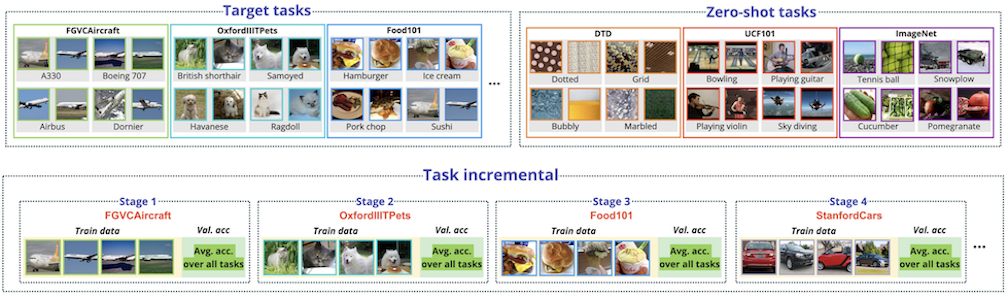 Target tasks
FGVCAircraft
A330
Boeing 707
Airbus
Dornier
OxfordIIITPets
British shorthair
Samoyed
Havanese
Ragdoll
Food101
Hamburger
Ice cream
Pork chop
Sushi
...
Zero-shot tasks
DTD
Dotted
Grid
Bubbly
Marbled
UCF101
Bowling
Playing guitar
Playing violin
Sky diving
ImageNet
Tennis ball
Snowplow
Cucumber
Pomegranate
Task incremental
Stage 1
FGVCAircraft
Train data
Val. acc
Avg. acc.
over all tasks
Stage 2
OxfordIIITPets
Train data
Val. acc
Avg. acc.
over all tasks
Stage 3
Food101
Train data
Val. acc
Avg. acc.
over all tasks
Stage 4
StanfordCars
Train data
Val. acc
Avg. acc.
over all tasks
...